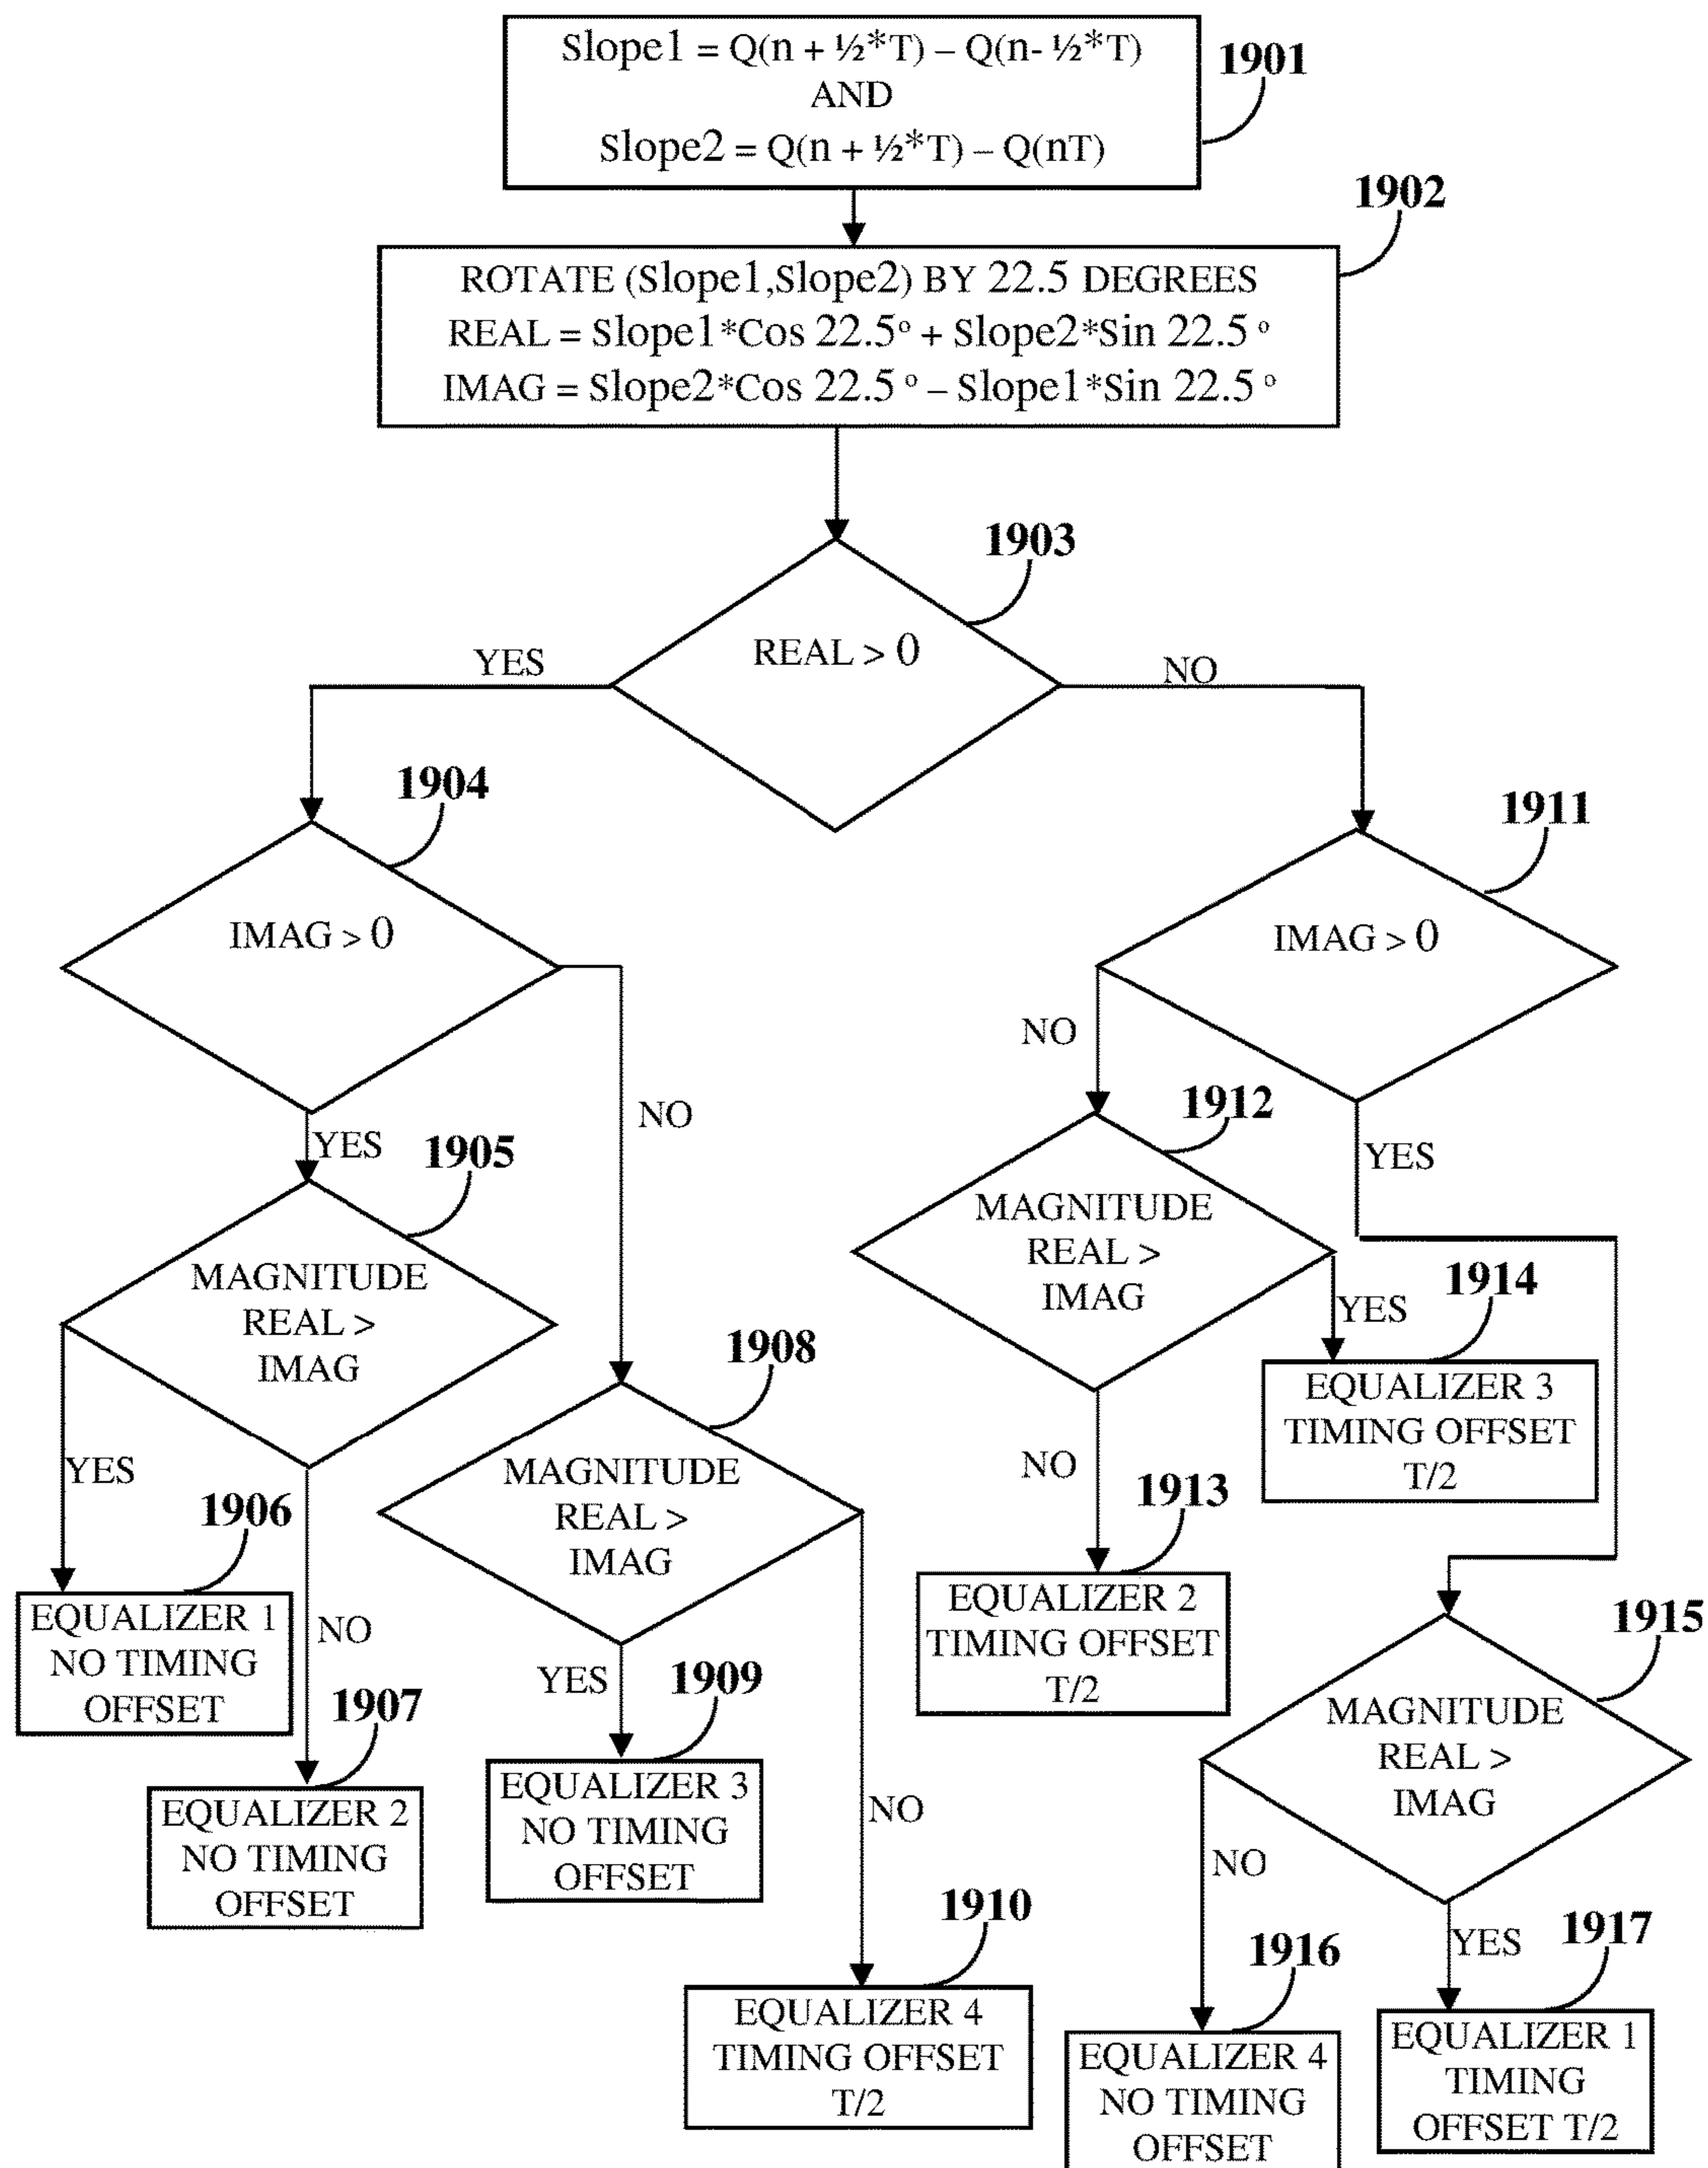 Slope1 = Q(n + ½*T) – Q(n- ½*T)
AND
Slope2 = Q(n + ½*T) – Q(nT)
1901
1902
ROTATE (Slope1,Slope2) BY 22.5 DEGREES
REAL = Slope1*Cos 22.5° + Slope2*Sin 22.5 °
IMAG = Slope2*Cos 22.5 ° – Slope1*Sin 22.5 °
1903
REAL > 0
YES
NO
1904
IMAG > 0
1911
IMAG > 0
NO
YES
NO
YES
1905
MAGNITUDE
REAL >
IMAG
1912
MAGNITUDE
REAL >
IMAG
YES
1914
EQUALIZER 3
TIMING OFFSET
T/2
1908
MAGNITUDE
REAL >
IMAG
YES
1906
EQUALIZER 1
NO TIMING
OFFSET
NO
1907
EQUALIZER 2
NO TIMING
OFFSET
YES
1909
EQUALIZER 3
NO TIMING
OFFSET
NO
1910
EQUALIZER 4
TIMING OFFSET
T/2
NO
1913
EQUALIZER 2
TIMING OFFSET
T/2
1915
MAGNITUDE
REAL >
IMAG
NO
1916
EQUALIZER 4
NO TIMING
OFFSET
YES
1917
EQUALIZER 1
TIMING
OFFSET T/2